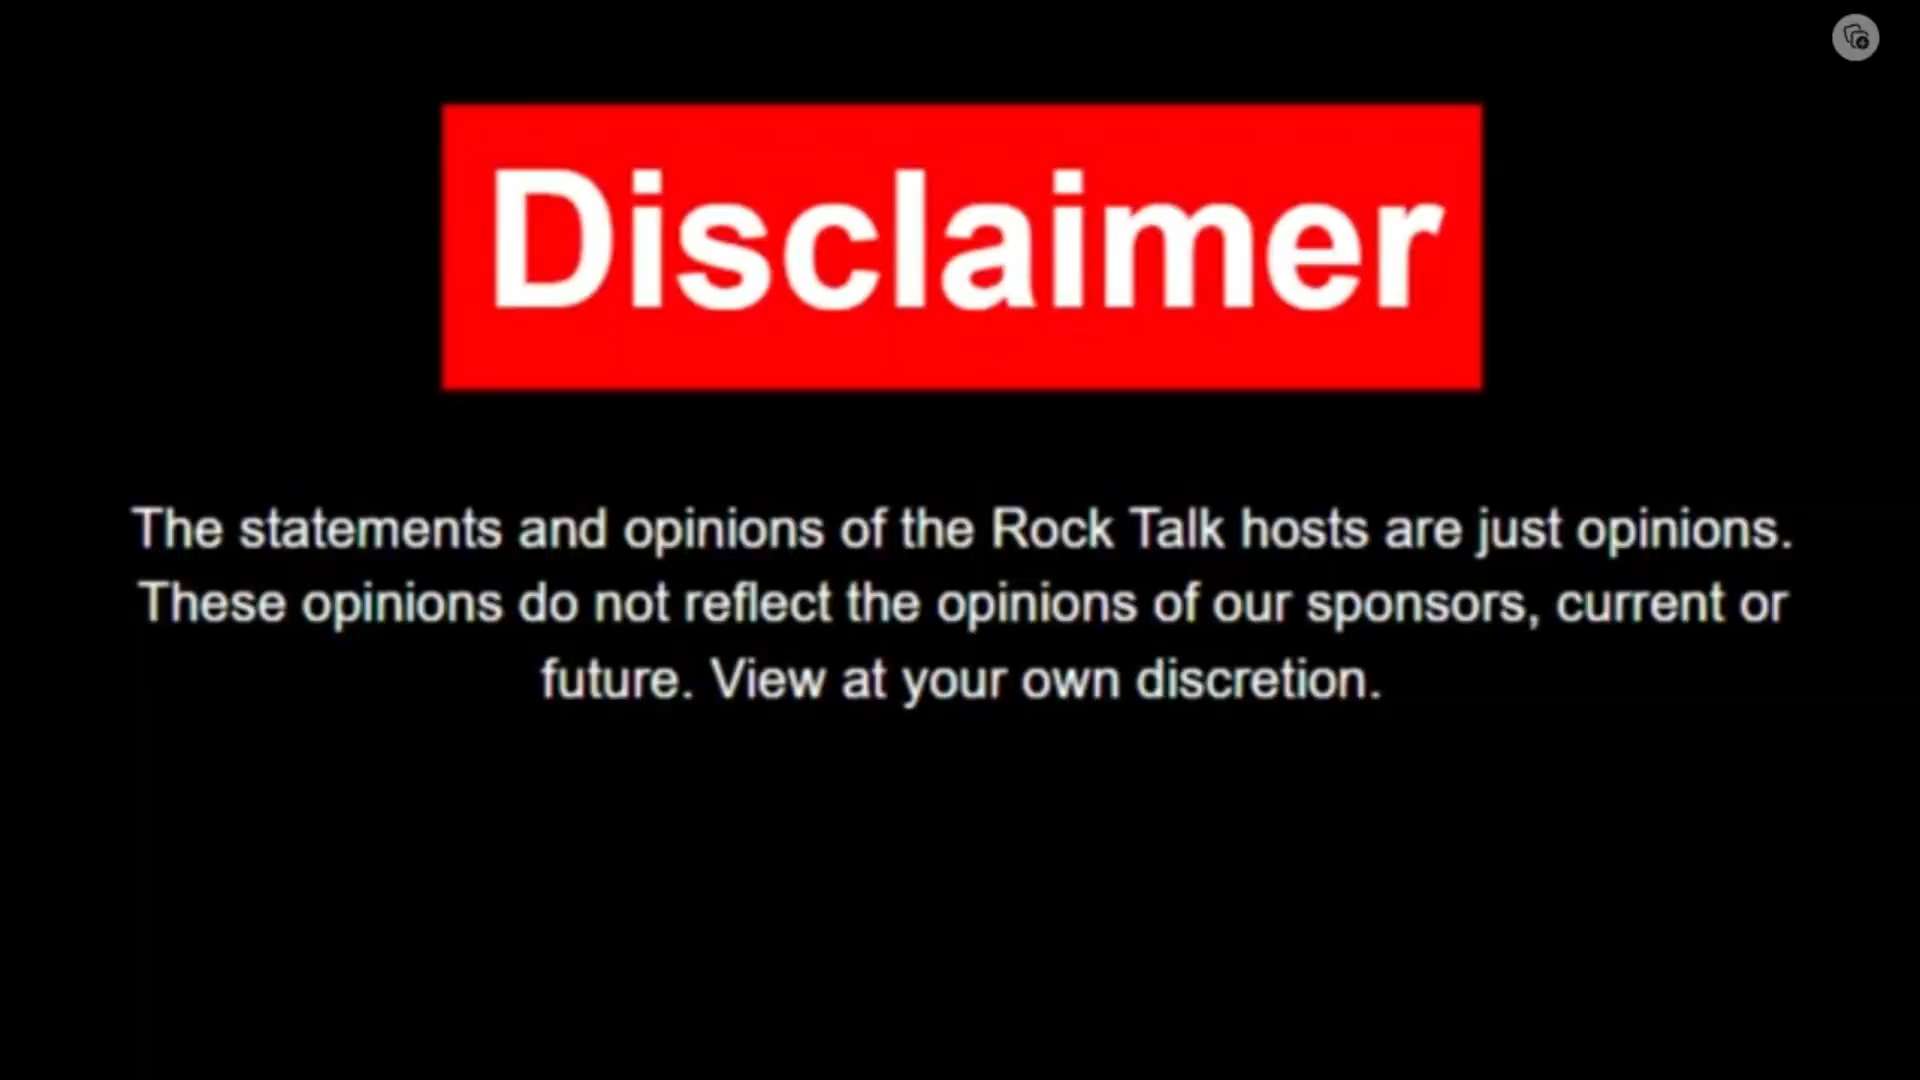 Disclaimer
The statements and opinions of the Rock Talk hosts are just opinions.
These opinions do not reflect the opinions of our sponsors, current or
future. View at your own discretion.